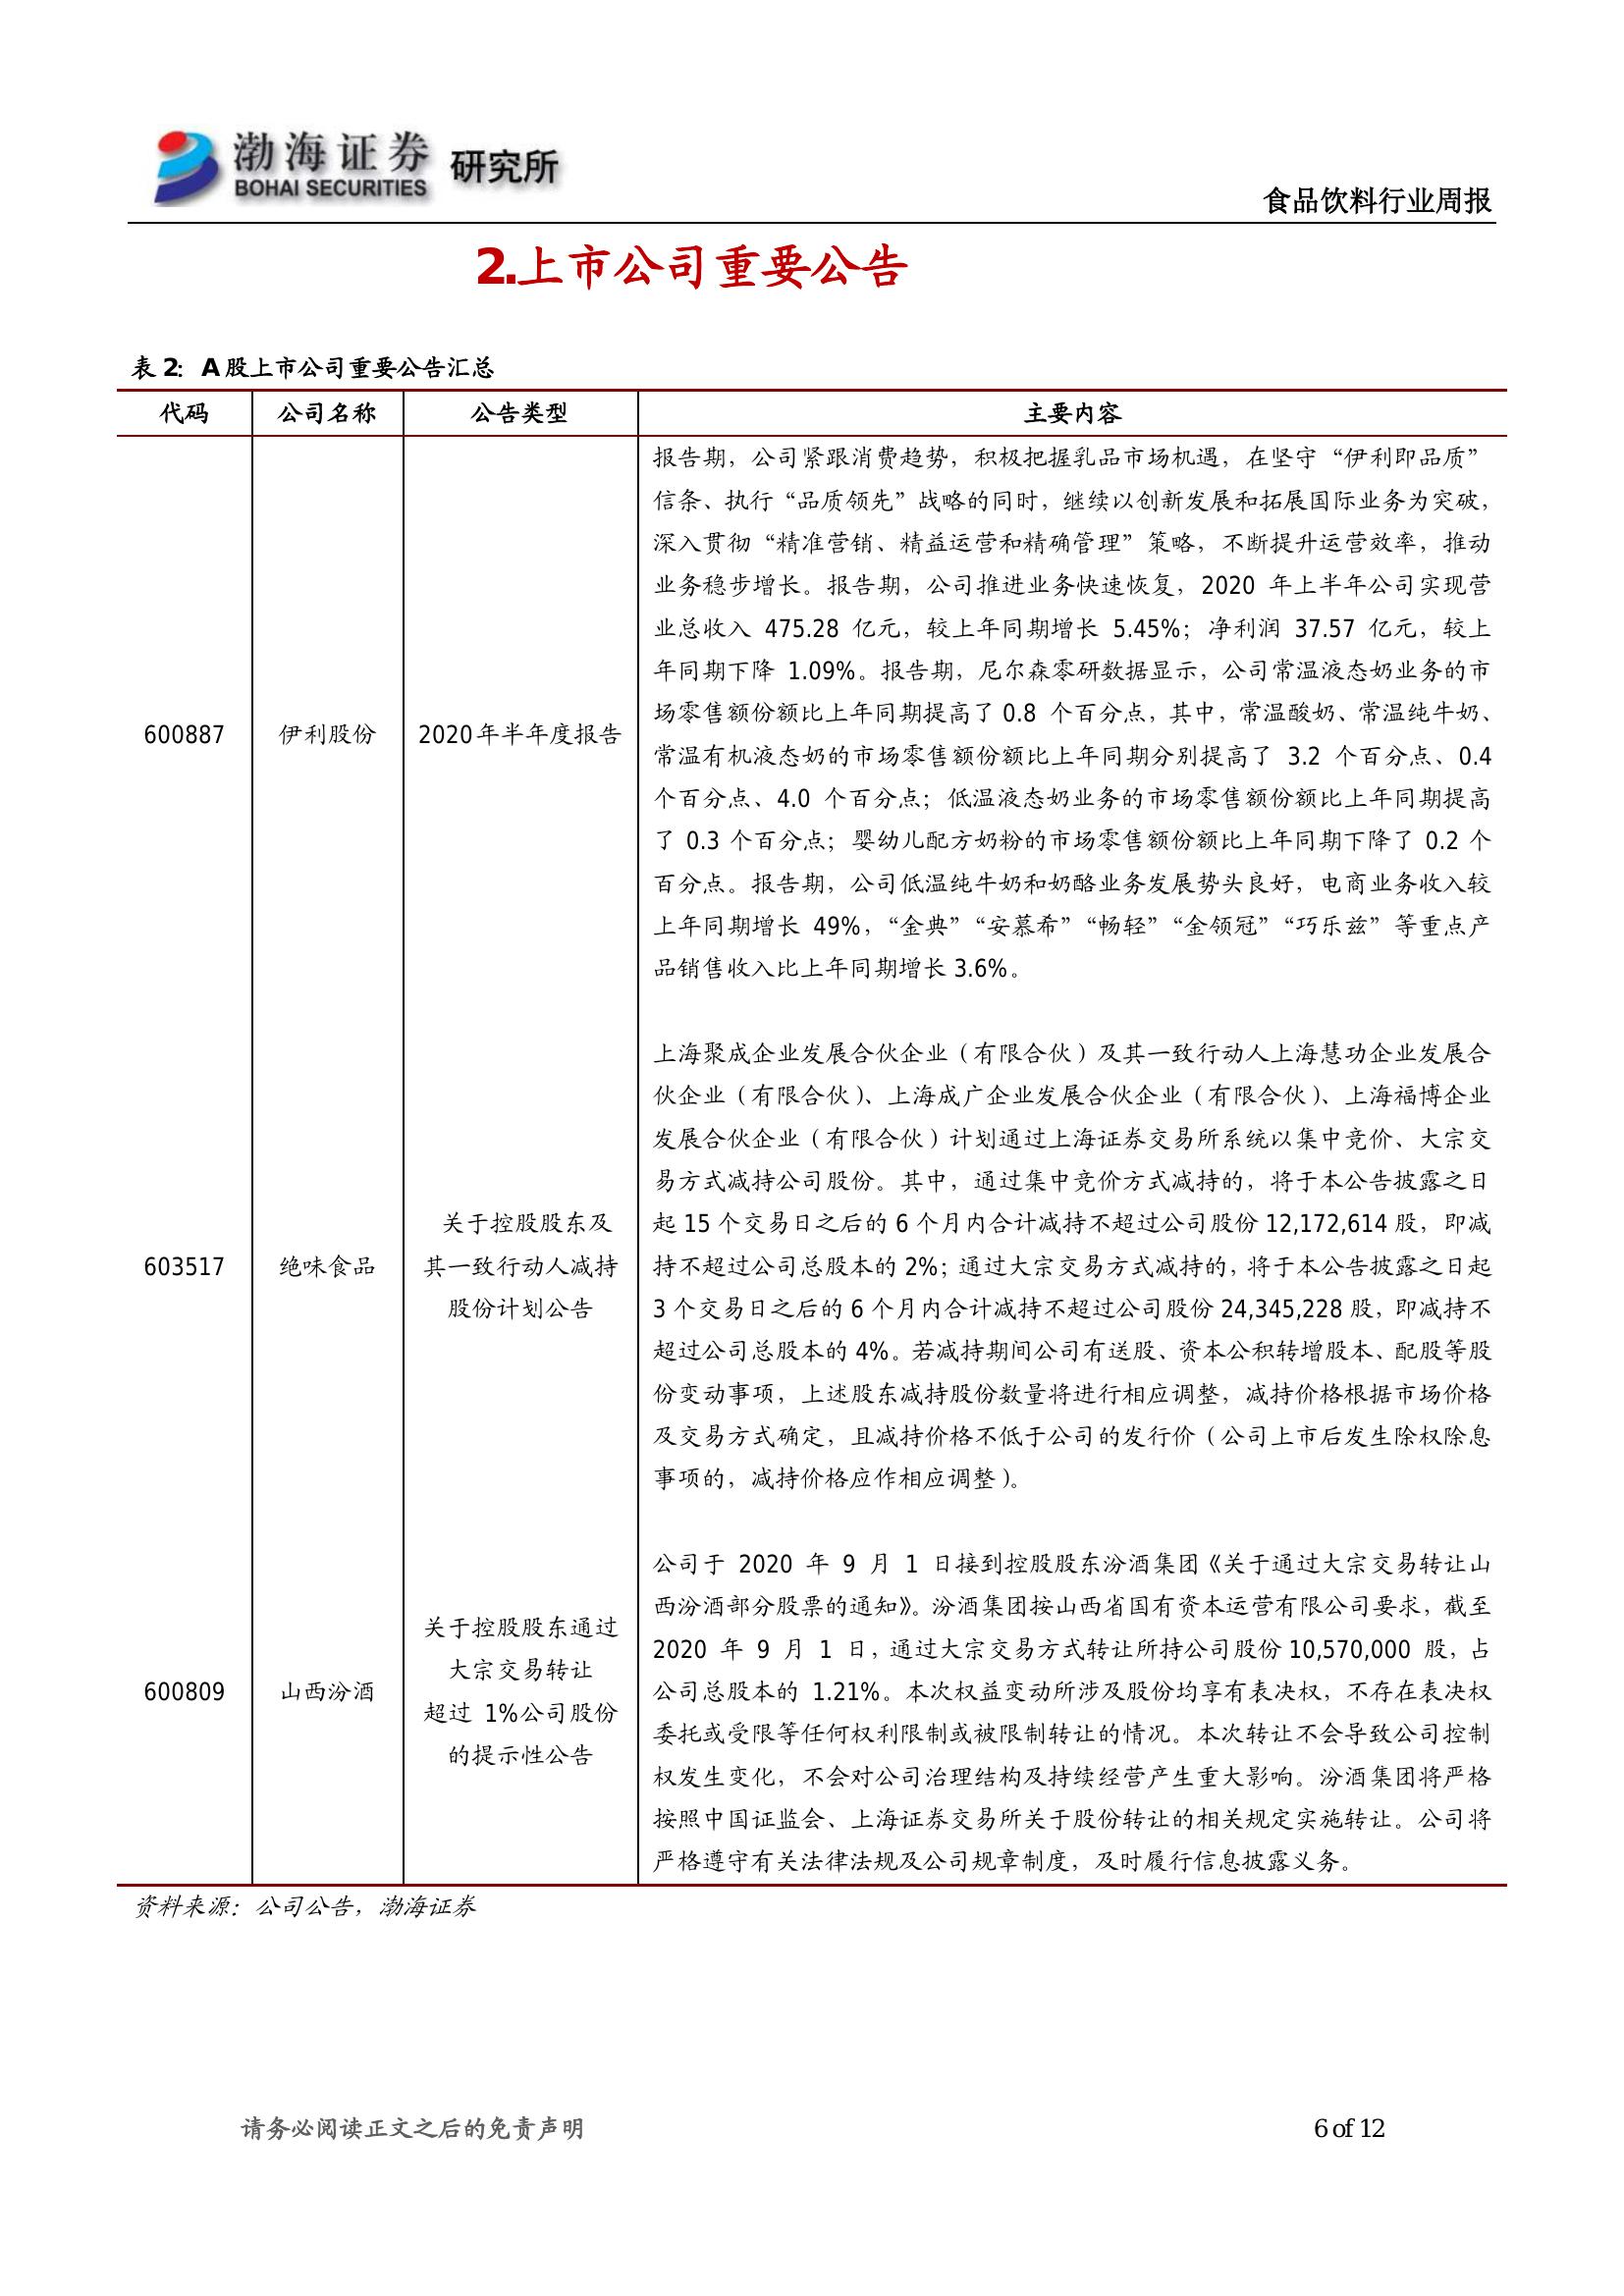 渤海证券 研究所
BOHAI SECURITIES
食品饮料行业周报
2.上市公司重要公告
表 2：A 股上市公司重要公告汇总
代码 公司名称 公告类型 主要内容
报告期，公司紧跟消费趋势，积极把握乳品市场机遇，在坚守“伊利即品质”
信条、执行“品质领先”战略的同时，继续以创新发展和拓展国际业务为突破，
深入贯彻“精准营销、精益运营和精确管理”策略，不断提升运营效率，推动
业务稳步增长。报告期，公司推进业务快速恢复，2020 年上半年公司实现营
业总收入 475.28 亿元，较上年同期增长 5.45%；净利润 37.57 亿元，较上
年同期下降 1.09%。报告期，尼尔森零研数据显示，公司常温液态奶业务的市
场零售额份额比上年同期提高了 0.8 个百分点，其中，常温酸奶、常温纯牛奶、
600887 伊利股份 2020 年半年度报告
常温有机液态奶的市场零售额份额比上年同期分别提高了 3.2 个百分点、0.4
个百分点、4.0 个百分点；低温液态奶业务的市场零售额份额比上年同期提高
了 0.3 个百分点；婴幼儿配方奶粉的市场零售额份额比上年同期下降了 0.2 个
百分点。报告期，公司低温纯牛奶和奶酪业务发展势头良好，电商业务收入较
上年同期增长 49%，“金典”“安慕希”“畅轻”“金领冠”“巧乐兹”等重点产
品销售收入比上年同期增长 3.6%。
上海聚成企业发展合伙企业（有限合伙）及其一致行动人上海慧功企业发展合
伙企业（有限合伙）、上海成广企业发展合伙企业（有限合伙）、上海福博企业
发展合伙企业（有限合伙）计划通过上海证券交易所系统以集中竞价、大宗交
易方式减持公司股份。其中，通过集中竞价方式减持的，将于本公告披露之日
起 15 个交易日之后的 6 个月内合计减持不超过公司股份 12,172,614 股，即减
603517 绝味食品
关于控股股东及
其一致行动人减持
股份计划公告
持不超过公司总股本的 2%；通过大宗交易方式减持的，将于本公告披露之日起
3 个交易日之后的 6 个月内合计减持不超过公司股份 24,345,228 股，即减持不
超过公司总股本的 4%。若减持期间公司有送股、资本公积转增股本、配股等股
份变动事项，上述股东减持股份数量将进行相应调整，减持价格根据市场价格
及交易方式确定，且减持价格不低于公司的发行价（公司上市后发生除权除息
事项的，减持价格应作相应调整）。
600809 山西汾酒
关于控股股东通过
大宗交易转让
超过 1%公司股份
的提示性公告
公司于 2020 年 9 月 1 日接到控股股东汾酒集团《关于通过大宗交易转让山
西汾酒部分股票的通知》。汾酒集团按山西省国有资本运营有限公司要求，截至
2020 年 9 月 1 日，通过大宗交易方式转让所持公司股份 10,570,000 股，占
公司总股本的 1.21%。本次权益变动所涉及股份均享有表决权，不存在表决权
委托或受限等任何权利限制或被限制转让的情况。本次转让不会导致公司控制
权发生变化，不会对公司治理结构及持续经营产生重大影响。汾酒集团将严格
按照中国证监会、上海证券交易所关于股份转让的相关规定实施转让。公司将
严格遵守有关法律法规及公司规章制度，及时履行信息披露义务。
资料来源：公司公告，渤海证券
请务必阅读正文之后的免责声明
6 of 12